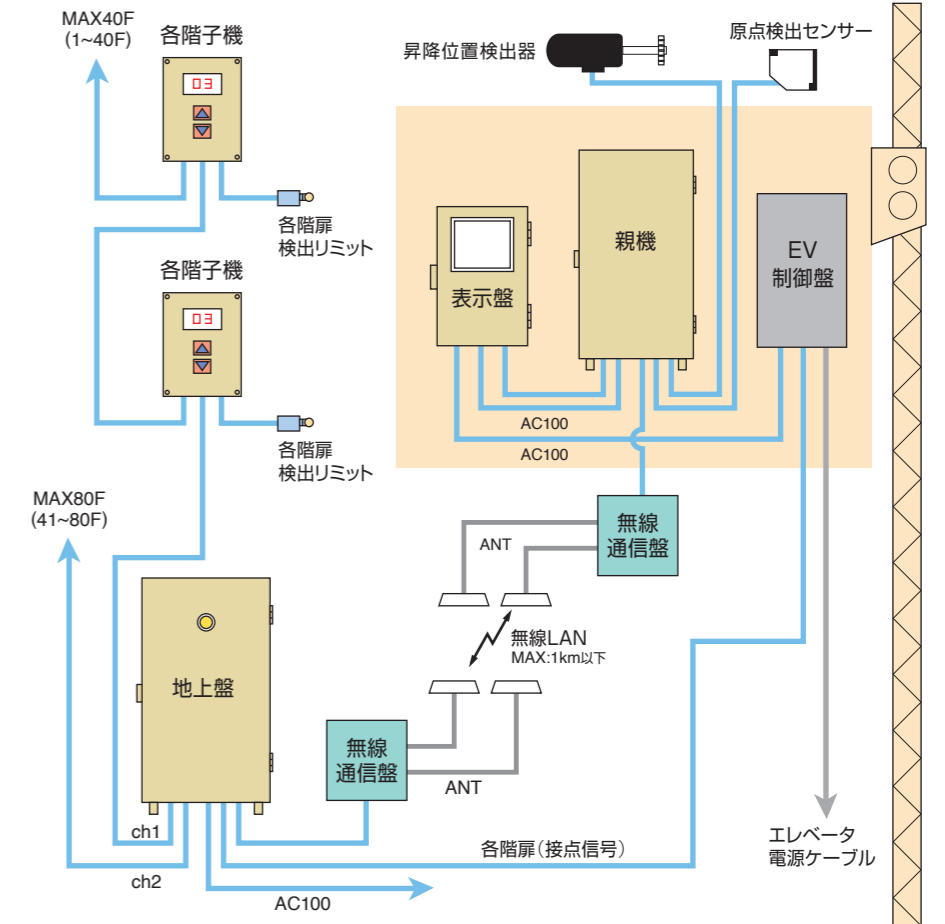 MAX40F
(1~40F)
各階子機
03
各階扉
検出リミット
各階子機
03
各階扉
検出リミット
昇降位置検出器
原点検出センサー
表示盤
親機
EV
制御盤
AC100
AC100
MAX80F
(41~80F)
無線
通信盤
ANT
無線LAN
MAX:1km以下
地上盤
無線
通信盤
ANT
ch1
ch2
AC100
各階扉(接点信号)
エレベータ
電源ケーブル